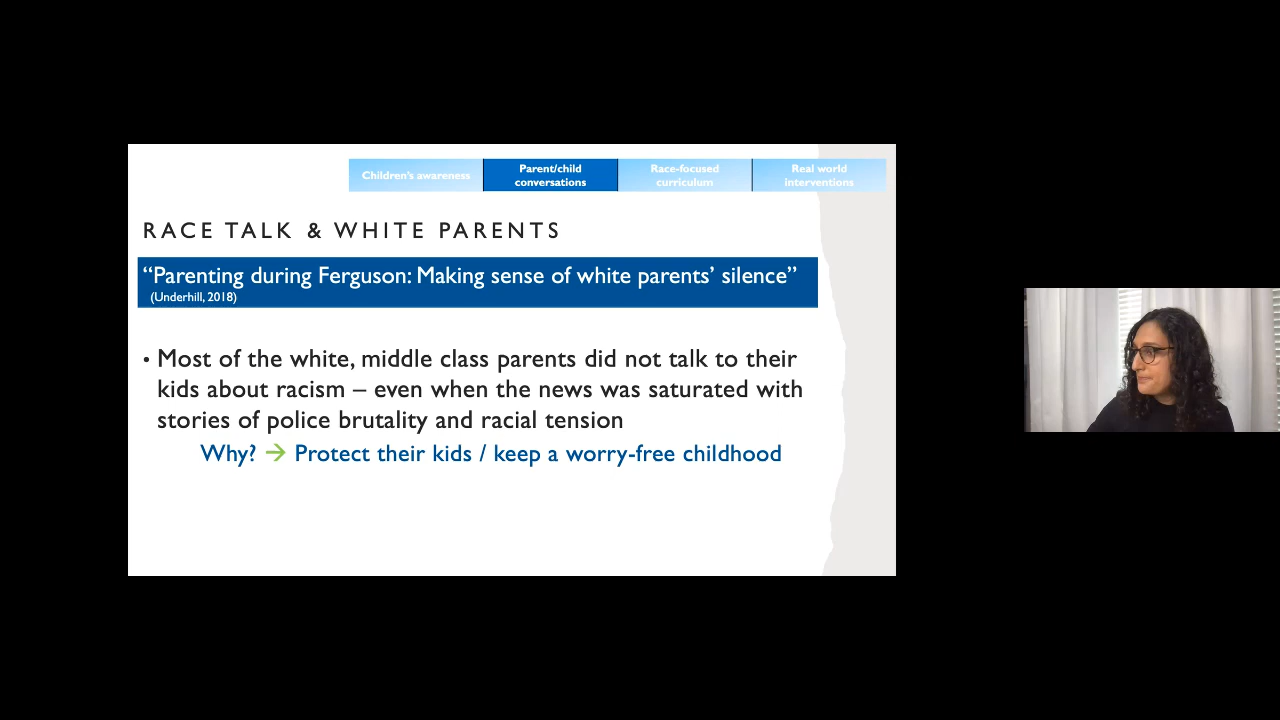 Children's awareness
Parent/child
conversations
Race-focused
curriculum
Real world
interventions
RACE TALK & WHITE PARENTS
“Parenting during Ferguson: Making sense of white parents’ silence”
(Underhill, 2018)
• Most of the white, middle class parents did not talk to their
kids about racism – even when the news was saturated with
stories of police brutality and racial tension
Why? → Protect their kids / keep a worry-free childhood